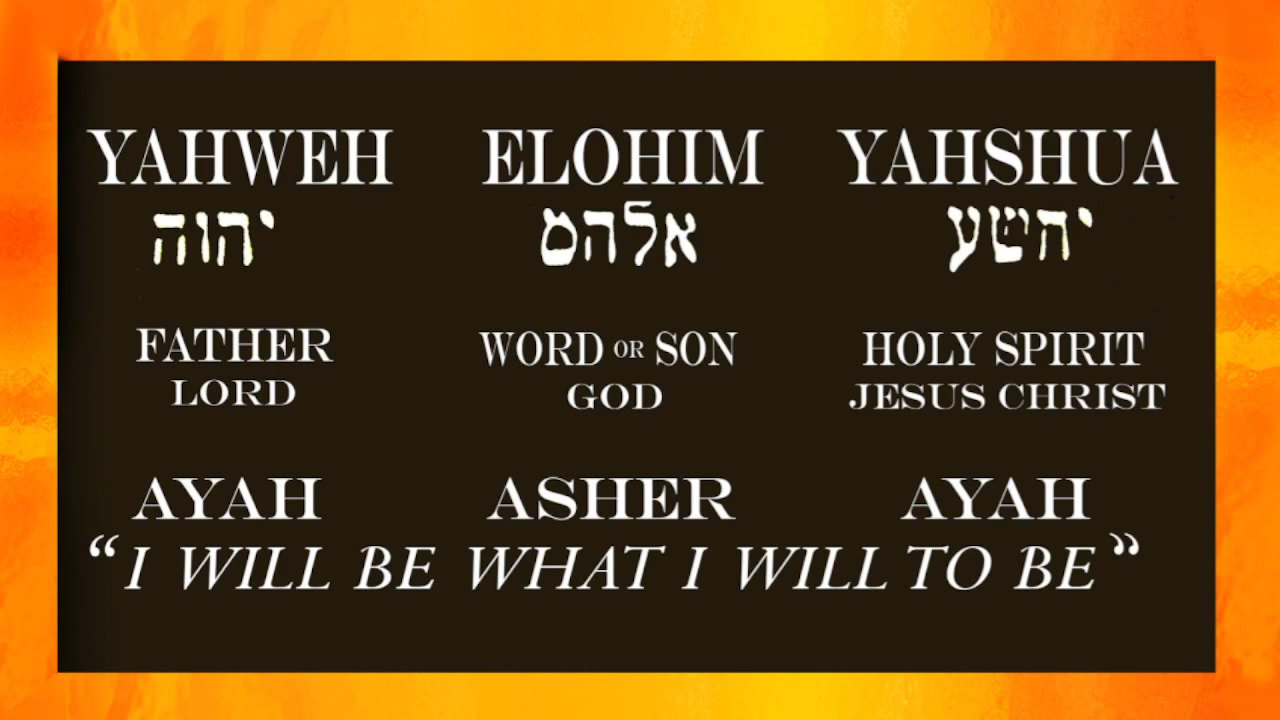 YAHWEH ELOHIM YAHSHUA
יהוה אלהם יהשע
FATHER WORD OR SON HOLY SPIRIT
LORD GOD JESUS CHRIST
AYAH ASHER AYAH
“I WILL BE WHAT I WILL TO BE”